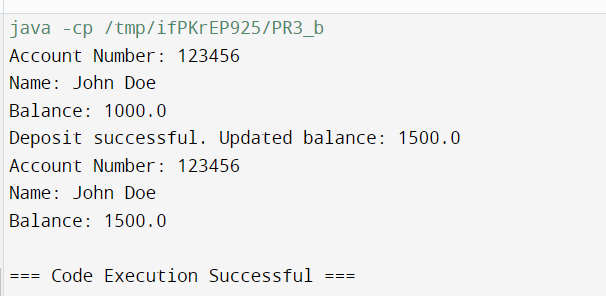 java -cp /tmp/ifPKrEP925/PR3_b
Account Number: 123456
Name: John Doe
Balance: 1000.0
Deposit successful. Updated balance: 1500.0
Account Number: 123456
Name: John Doe
Balance: 1500.0
=== Code Execution Successful ===